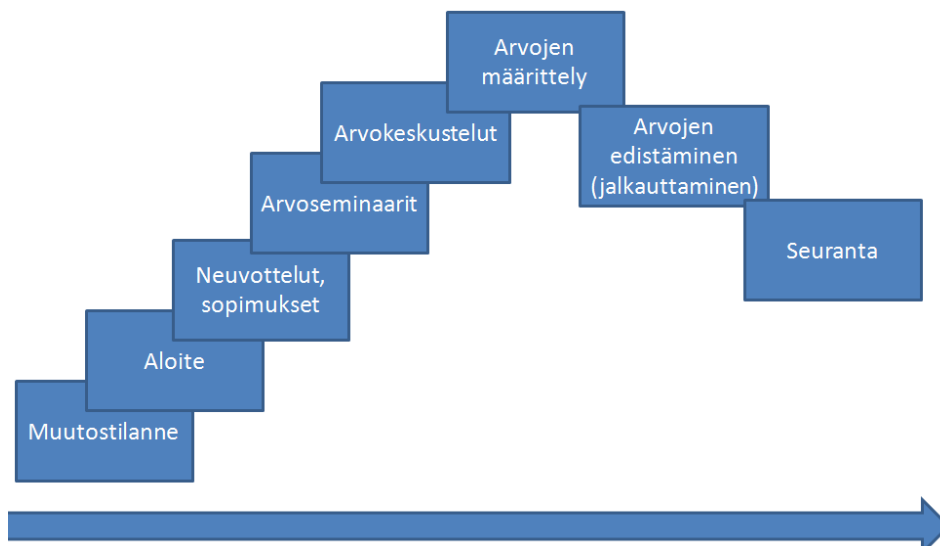 Muutostilanne
Aloite
Neuvottelut,
sopimukset
Arvoseminaarit
Arvokeskustelut
Arvojen
määrittely
Arvojen
edistäminen
(jalkauttaminen)
Seuranta